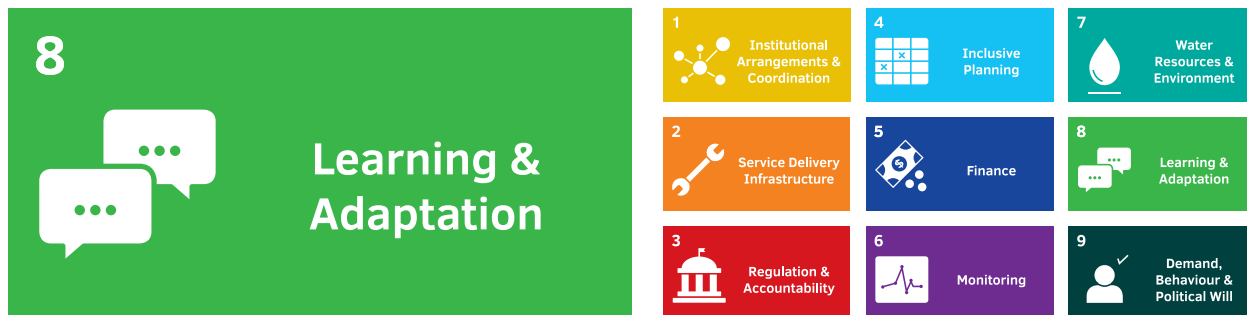 8
Learning &
Adaptation
1
Institutional
Arrangements &
Coordination
2
Service Delivery
Infrastructure
3
Regulation &
Accountability
4
Inclusive
Planning
5
Finance
6
Monitoring
7
Water
Resources &
Environment
8
Learning &
Adaptation
9
Demand,
Behaviour &
Political Will